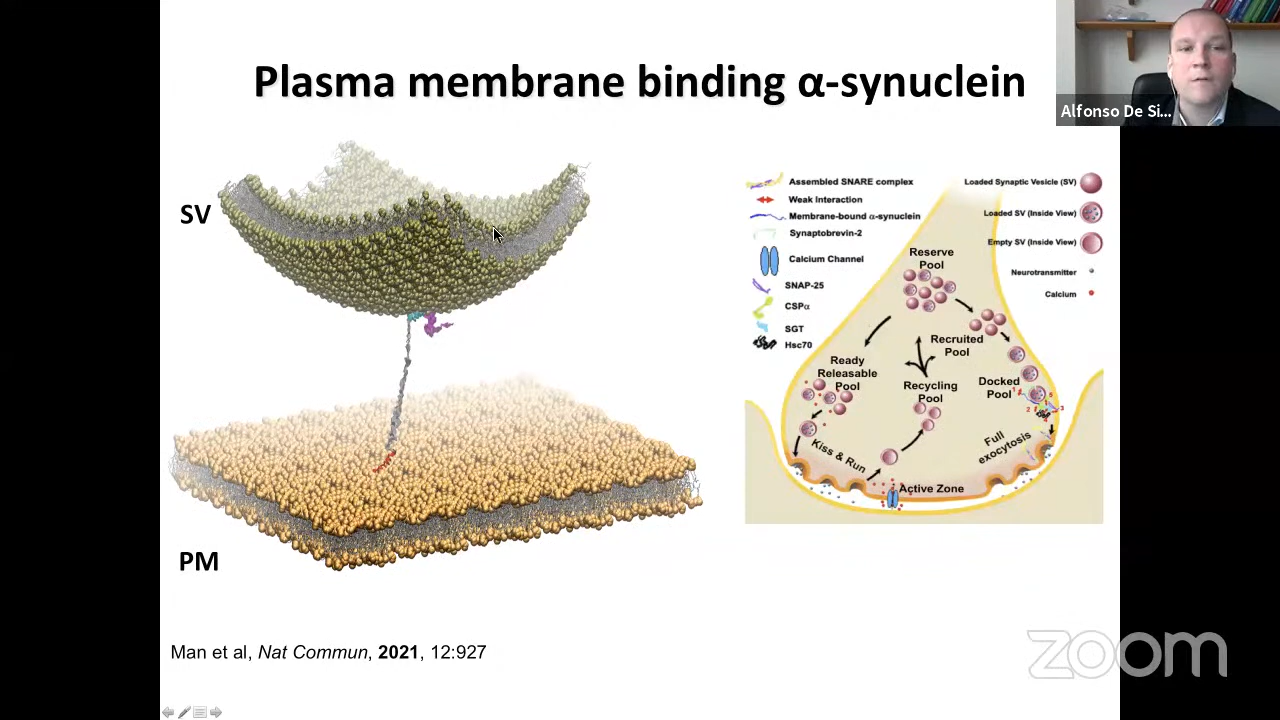 Plasma membrane binding α-synuclein
Alfonso De Si...
SV
PM
Assembled SNARE complex
Weak Interaction
Membrane-bound α-synuclein
Synaptobrevin-2
Calcium Channel
SNAP-25
CSPα
SGT
Hsc70
Loaded Synaptic Vesicle (SV)
Loaded SV (Inside View)
Empty SV (Inside View)
Neurotransmitter
Calcium
Reserve
Pool
Recruited
Pool
Ready
Releasable
Pool
Recycling
Pool
Docked
Pool
Kiss & Run
Full
exocytosis
Active Zone
Man et al, Nat Commun, 2021, 12:927
zoom